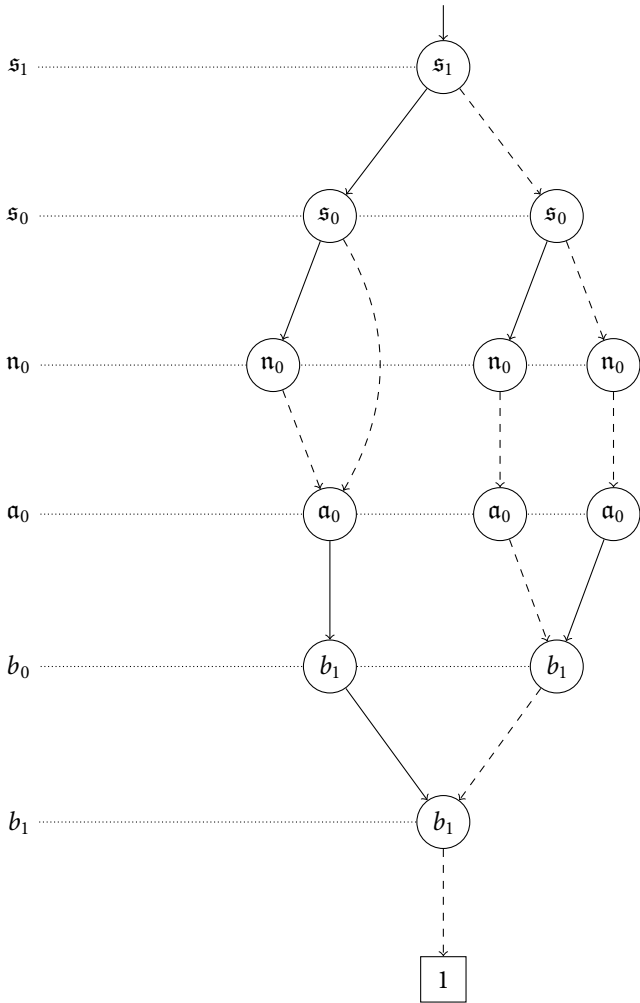 𝔰₁ 𝔰₁
𝔰₀ 𝔰₀ 𝔰₀
𝔫₀ 𝔫₀ 𝔫₀ 𝔫₀
𝔞₀ 𝔞₀ 𝔞₀ 𝔞₀
b₀ b₁ b₁
b₁ b₁
1